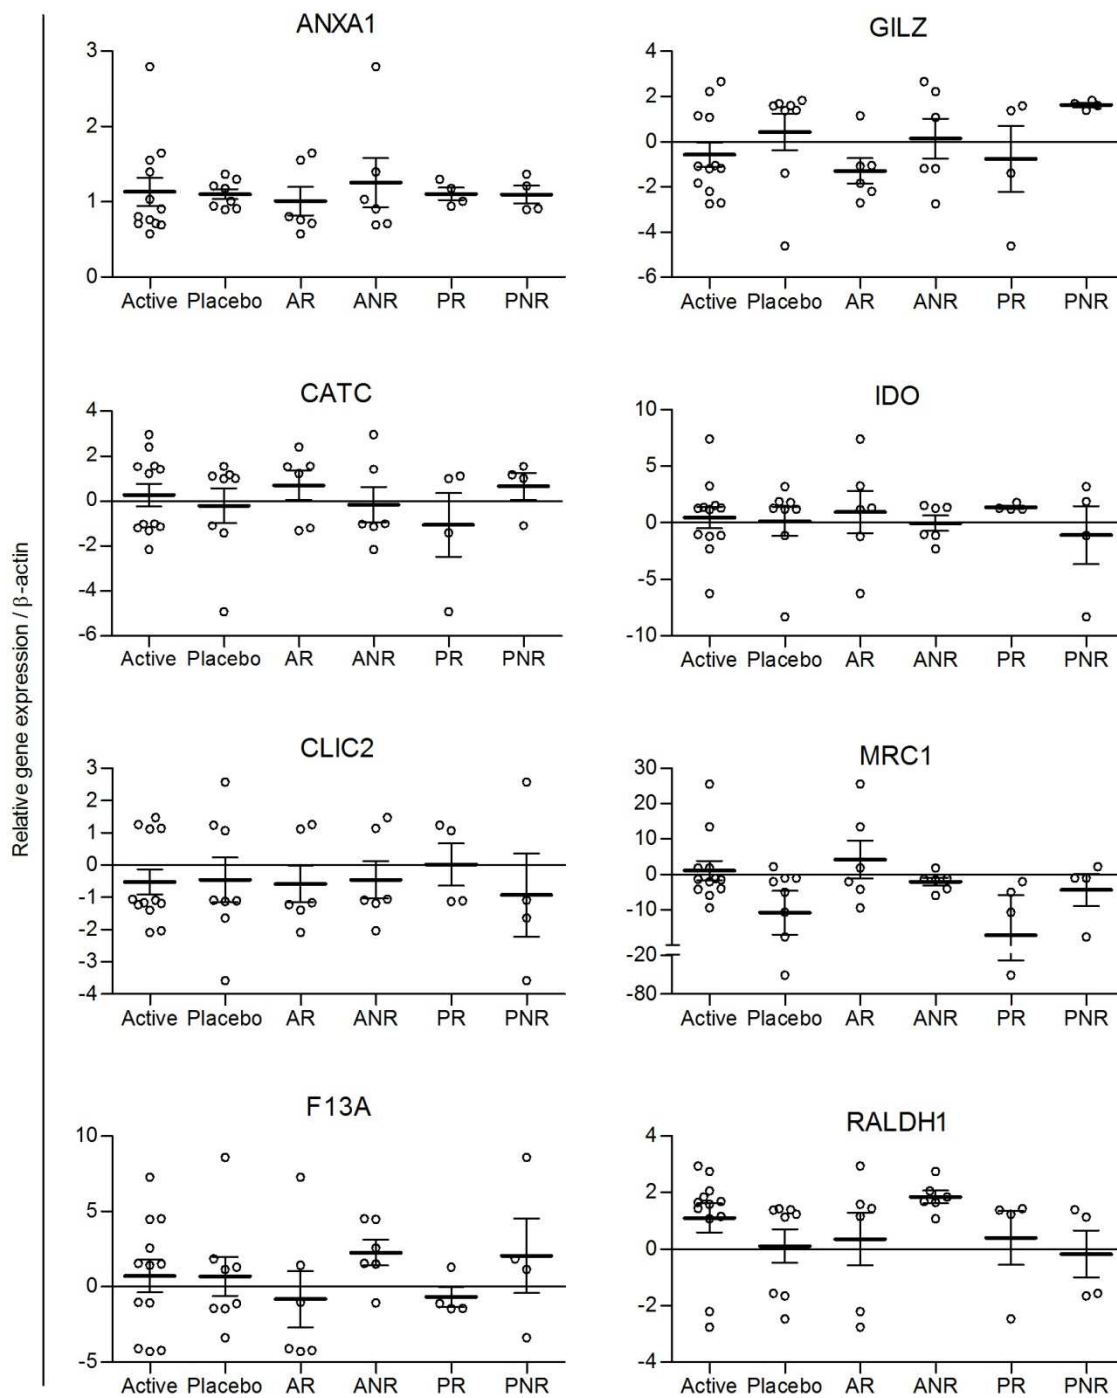 Relative gene expression / β-actin
ANXA1
3
2
1
0
Active Placebo AR ANR PR PNR
GILZ
4
2
0
-2
-4
-6
Active Placebo AR ANR PR PNR
CATC
4
2
0
-2
-4
-6
Active Placebo AR ANR PR PNR
IDO
10
5
0
-5
-10
Active Placebo AR ANR PR PNR
CLIC2
3
2
1
0
-1
-2
-3
-4
Active Placebo AR ANR PR PNR
MRC1
30
20
10
0
-10
-20
-80
Active Placebo AR ANR PR PNR
F13A
10
5
0
-5
Active Placebo AR ANR PR PNR
RALDH1
4
2
0
-2
-4
Active Placebo AR ANR PR PNR